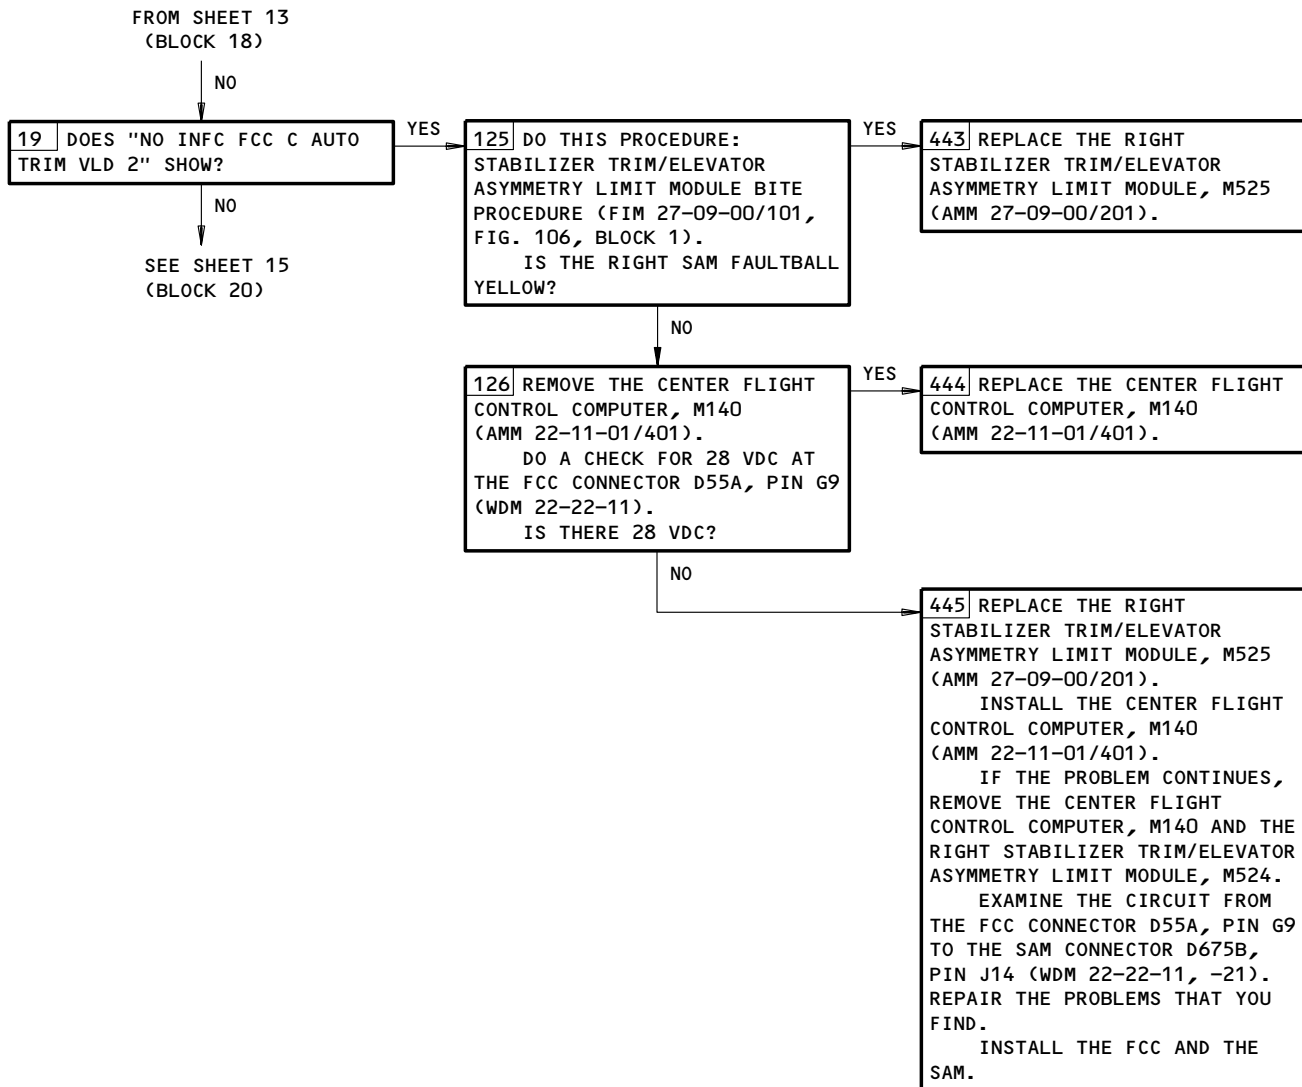 FROM SHEET 13
(BLOCK 18)
NO
19 DOES "NO INFC FCC C AUTO
TRIM VLD 2" SHOW?
YES
NO
SEE SHEET 15
(BLOCK 20)
125 DO THIS PROCEDURE:
STABILIZER TRIM/ELEVATOR
ASYMMETRY LIMIT MODULE BITE
PROCEDURE (FIM 27-09-00/101,
FIG. 106, BLOCK 1).
IS THE RIGHT SAM FAULTBALL
YELLOW?
YES
443 REPLACE THE RIGHT
STABILIZER TRIM/ELEVATOR
ASYMMETRY LIMIT MODULE, M525
(AMM 27-09-00/201).
NO
126 REMOVE THE CENTER FLIGHT
CONTROL COMPUTER, M140
(AMM 22-11-01/401).
DO A CHECK FOR 28 VDC AT
THE FCC CONNECTOR D55A, PIN G9
(WDM 22-22-11).
IS THERE 28 VDC?
YES
444 REPLACE THE CENTER FLIGHT
CONTROL COMPUTER, M140
(AMM 22-11-01/401).
NO
445 REPLACE THE RIGHT
STABILIZER TRIM/ELEVATOR
ASYMMETRY LIMIT MODULE, M525
(AMM 27-09-00/201).
INSTALL THE CENTER FLIGHT
CONTROL COMPUTER, M140
(AMM 22-11-01/401).
IF THE PROBLEM CONTINUES,
REMOVE THE CENTER FLIGHT
CONTROL COMPUTER, M140 AND THE
RIGHT STABILIZER TRIM/ELEVATOR
ASYMMETRY LIMIT MODULE, M524.
EXAMINE THE CIRCUIT FROM
THE FCC CONNECTOR D55A, PIN G9
TO THE SAM CONNECTOR D675B,
PIN J14 (WDM 22-22-11, -21).
REPAIR THE PROBLEMS THAT YOU
FIND.
INSTALL THE FCC AND THE
SAM.